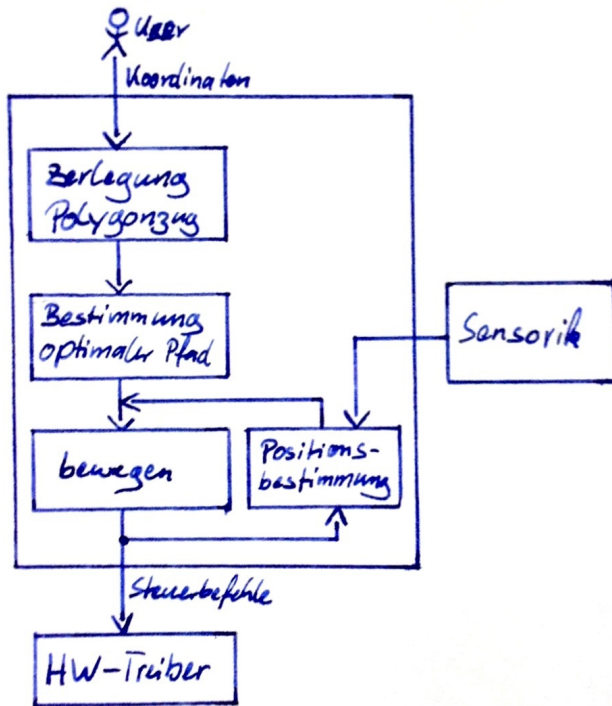 User
Koordinaten
Zerlegung
Polygonzug
Bestimmung
optimaler Pfad
Sensorik
bewegen
Positions-
bestimmung
Steuerbefehle
HW-Treiber